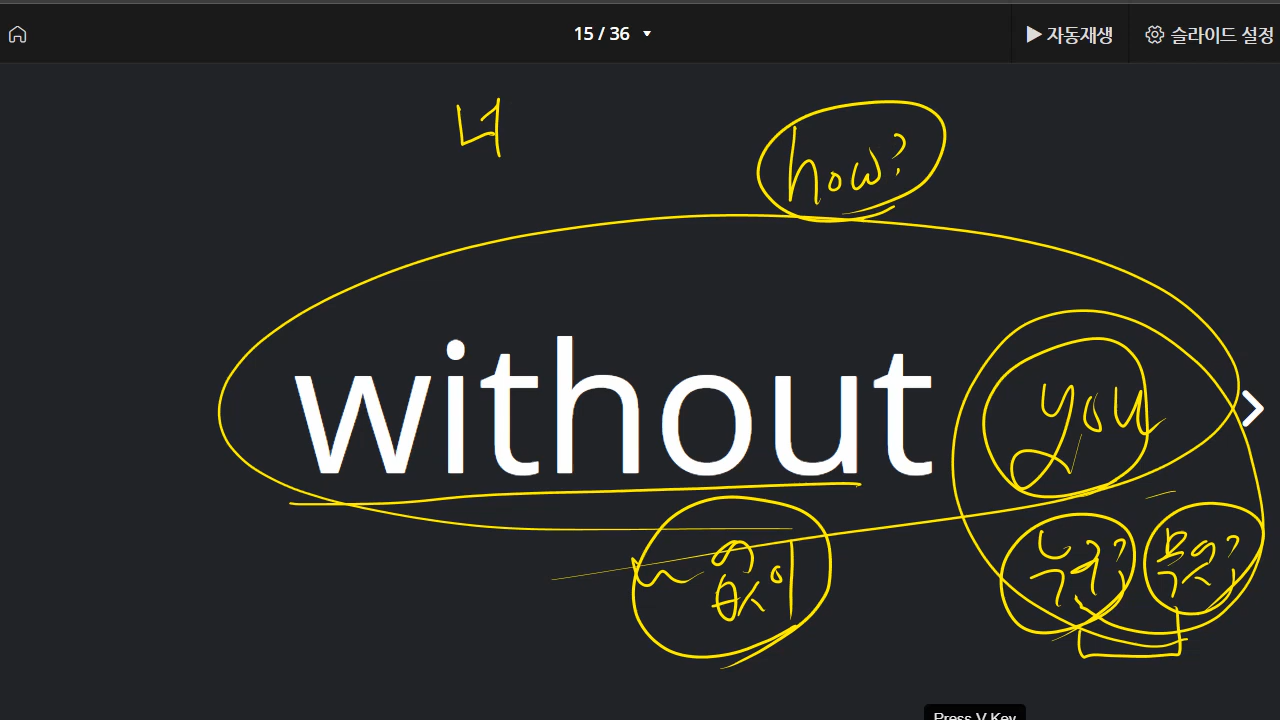 15 / 36
▶ 자동재생
슬라이드 설정
너
how?
without you
~ 없이
누구? 무엇?
Press V Key